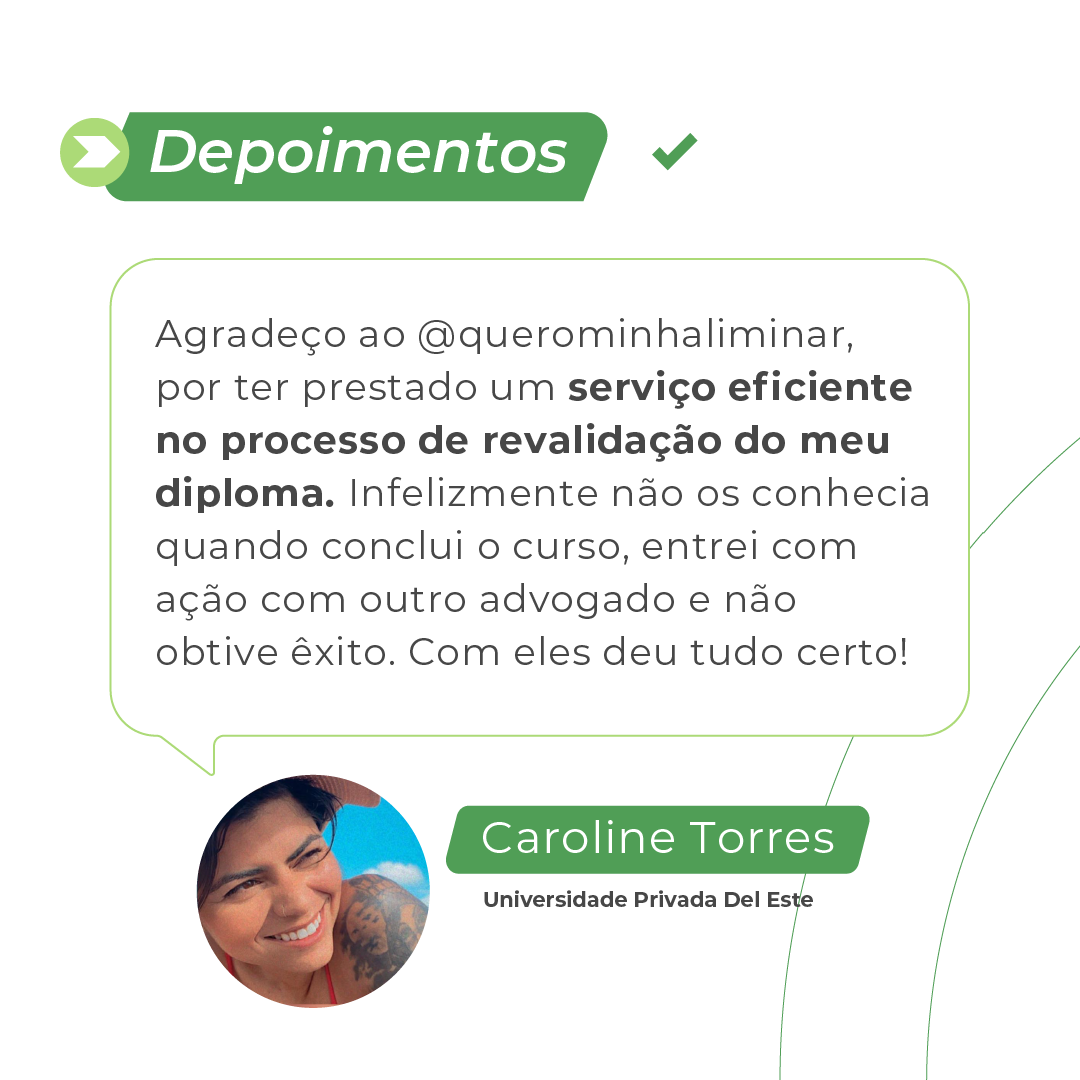 Depoimentos
Agradeço ao @querominhaliminar,
por ter prestado um serviço eficiente
no processo de revalidação do meu
diploma. Infelizmente não os conhecia
quando conclui o curso, entrei com
ação com outro advogado e não
obtive êxito. Com eles deu tudo certo!
Caroline Torres
Universidade Privada Del Este